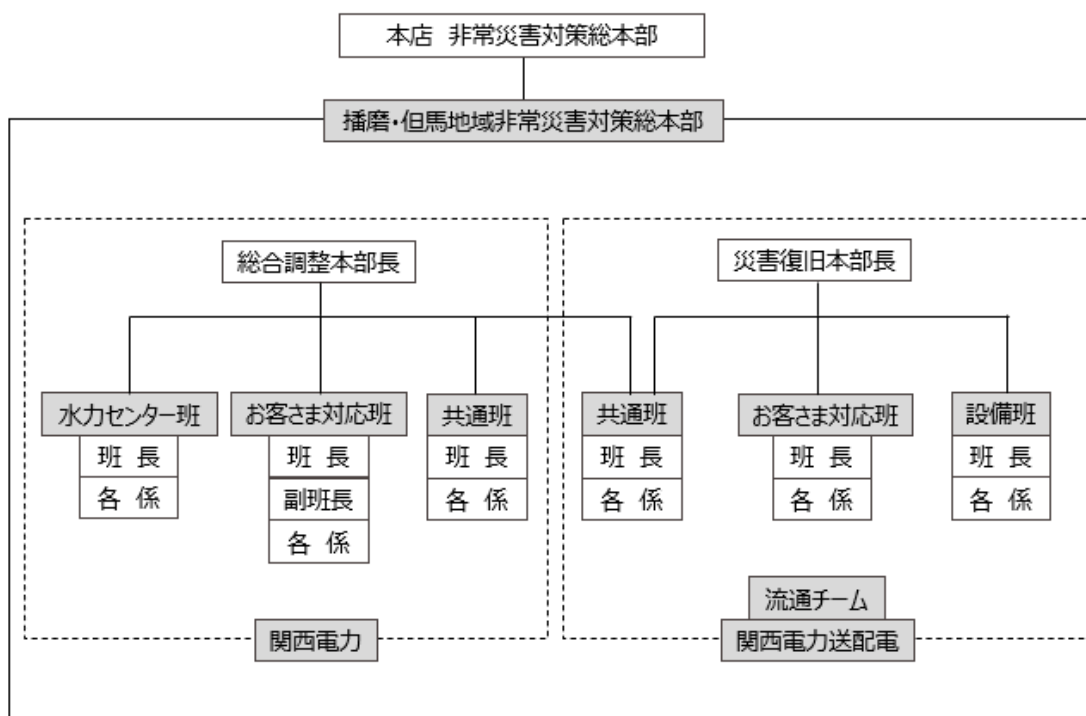 本店 非常災害対策総本部
播磨・但馬地域非常災害対策総本部
総合調整本部長
水力センター班
班 長
各 係
お客さま対応班
班 長
副班長
各 係
共通班
班 長
各 係
関西電力
災害復旧本部長
共通班
班 長
各 係
お客さま対応班
班 長
各 係
設備班
班 長
各 係
流通チーム
関西電力送配電